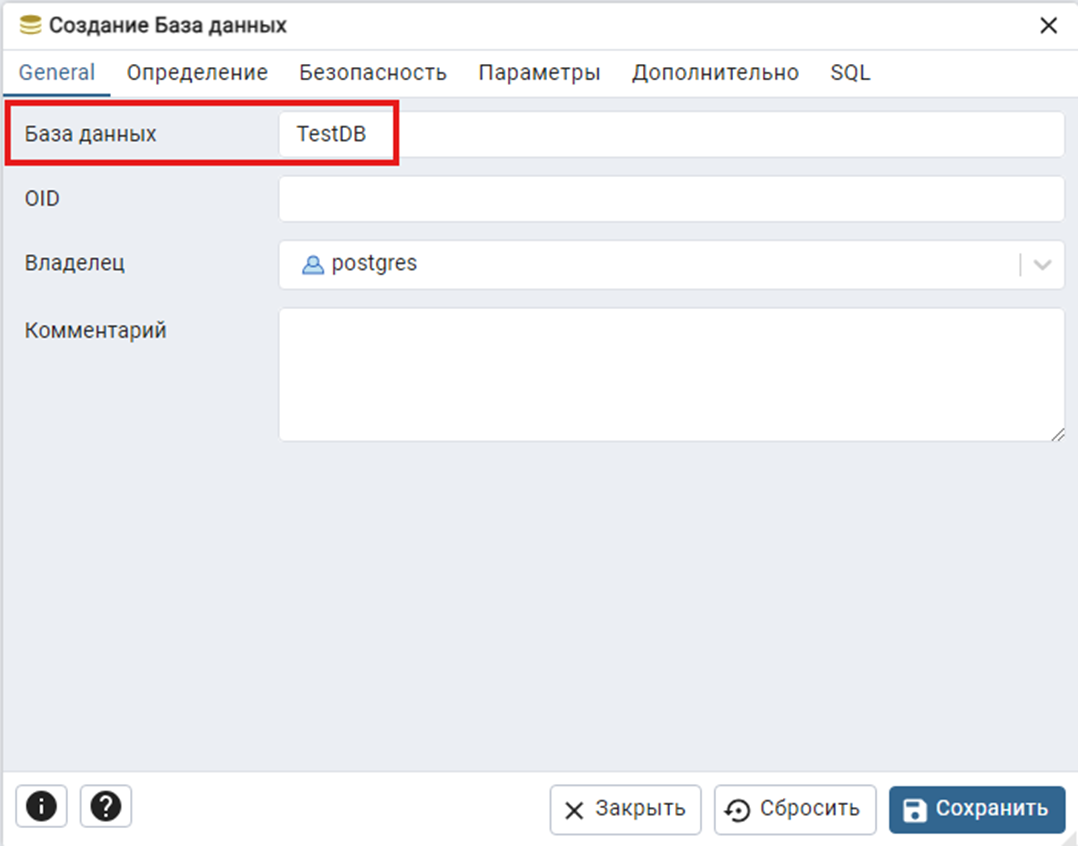 Создание База данных
General Определение Безопасность Параметры Дополнительно SQL
База данных TestDB
OID
Владелец postgres
Комментарий
Закрыть Сбросить Сохранить